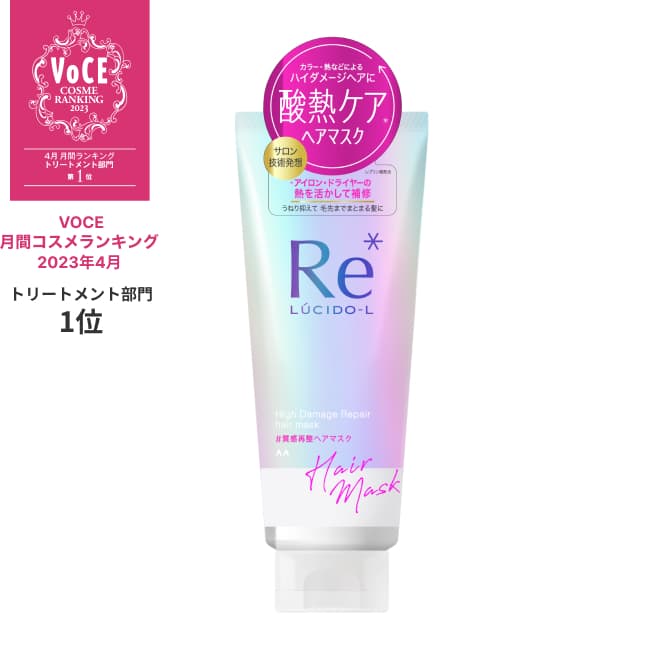 VoCE
COSME
RANKING
2023
4月 月間ランキング
トリートメント部門
第1位
VOCE
月間コスメランキング
2023年4月
トリートメント部門
1位
カラー・熱などによる
ハイダメージヘアに
酸熱ケア*
ヘアマスク
サロン
技術発想
アイロン・ドライヤーの
熱を活かして補修
うねり抑えて 毛先までまとまる髪に
Re*
LÚCIDO-L
High Damage Repair
hair mask
#質感再整ヘアマスク
Hair
Mask